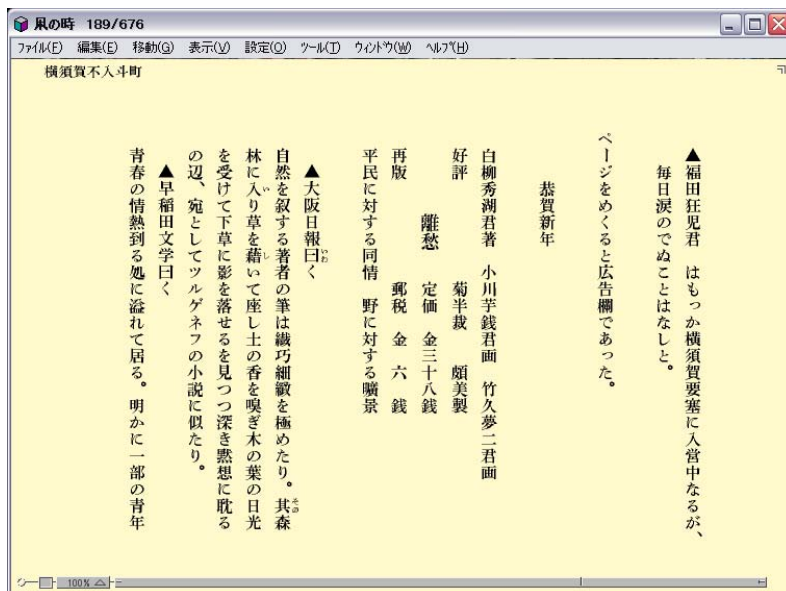 凩の時 189/676
ファイル(F) 編集(E) 移動(G) 表示(V) 設定(O) ツール(T) ウィンドウ(W) ヘルプ(H)
横須賀不入斗町
▲福田狂児君 はもっか横須賀要塞に入営中なるが、
毎日涙のでぬことはなしと。
ページをめくると広告欄であった。
恭賀新年
白柳秀湖君著 小川芋銭君画 竹久夢二君画
好評 菊半裁 頗美製
離愁 定価 金三十八銭
再版 郵税 金六銭
平民に対する同情 野に対する曠景
▲大阪日報曰く
自然を叙する著者の筆は繊巧細緻を極めたり。其森
林に入り草を藉いて座し土の香を嗅ぎ木の葉の日光
を受けて下草に影を落せるを見つつ深き黙想に耽る
の辺、宛としてツルゲネフの小説に似たり。
▲早稲田文学曰く
青春の情熱到る処に溢れて居る。明かに一部の青年
100%